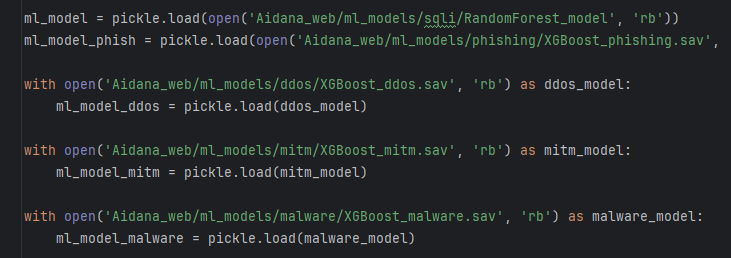 ml_model = pickle.load(open('Aidana_web/ml_models/sqli/RandomForest_model', 'rb'))
ml_model_phish = pickle.load(open('Aidana_web/ml_models/phishing/XGBoost_phishing.sav',
with open('Aidana_web/ml_models/ddos/XGBoost_ddos.sav', 'rb') as ddos_model:
    ml_model_ddos = pickle.load(ddos_model)
with open('Aidana_web/ml_models/mitm/XGBoost_mitm.sav', 'rb') as mitm_model:
    ml_model_mitm = pickle.load(mitm_model)
with open('Aidana_web/ml_models/malware/XGBoost_malware.sav', 'rb') as malware_model:
    ml_model_malware = pickle.load(malware_model)